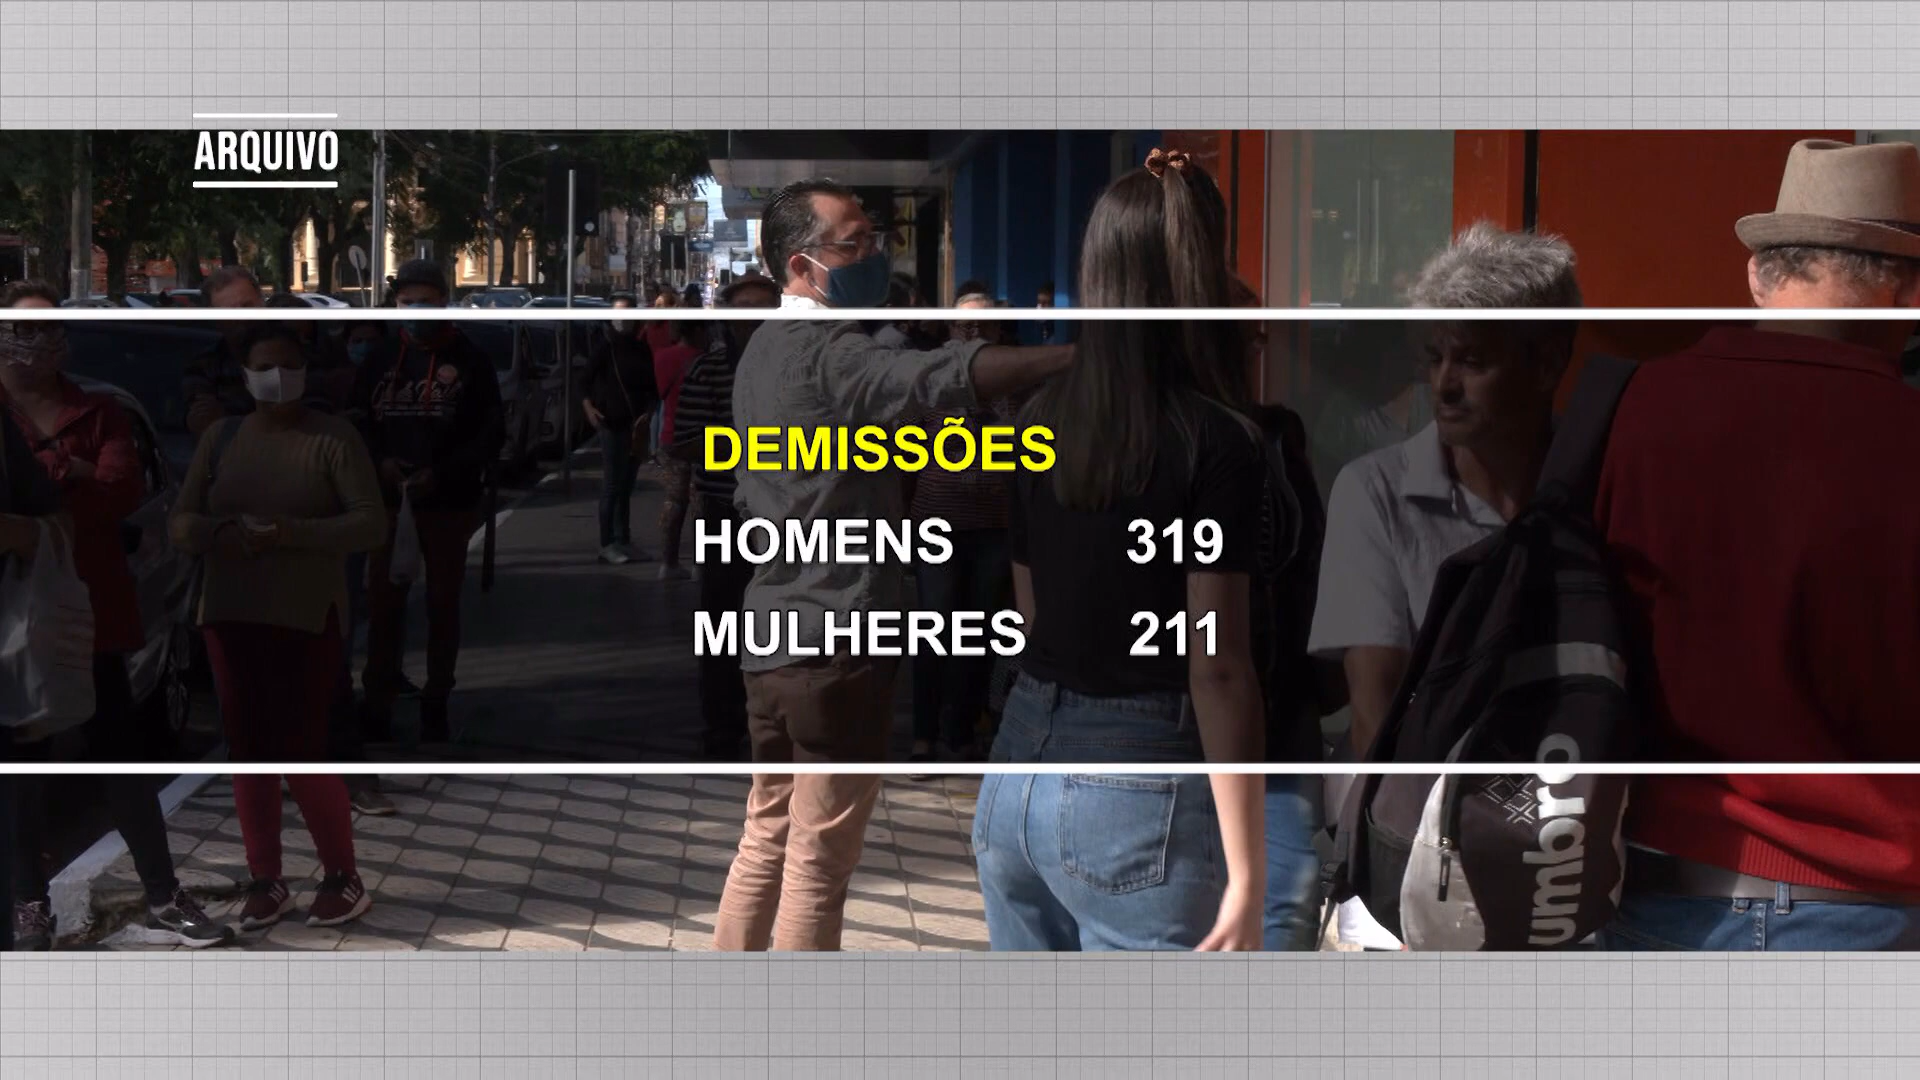 ARQUIVO
DEMISSÕES
HOMENS 319
MULHERES 211
umbro